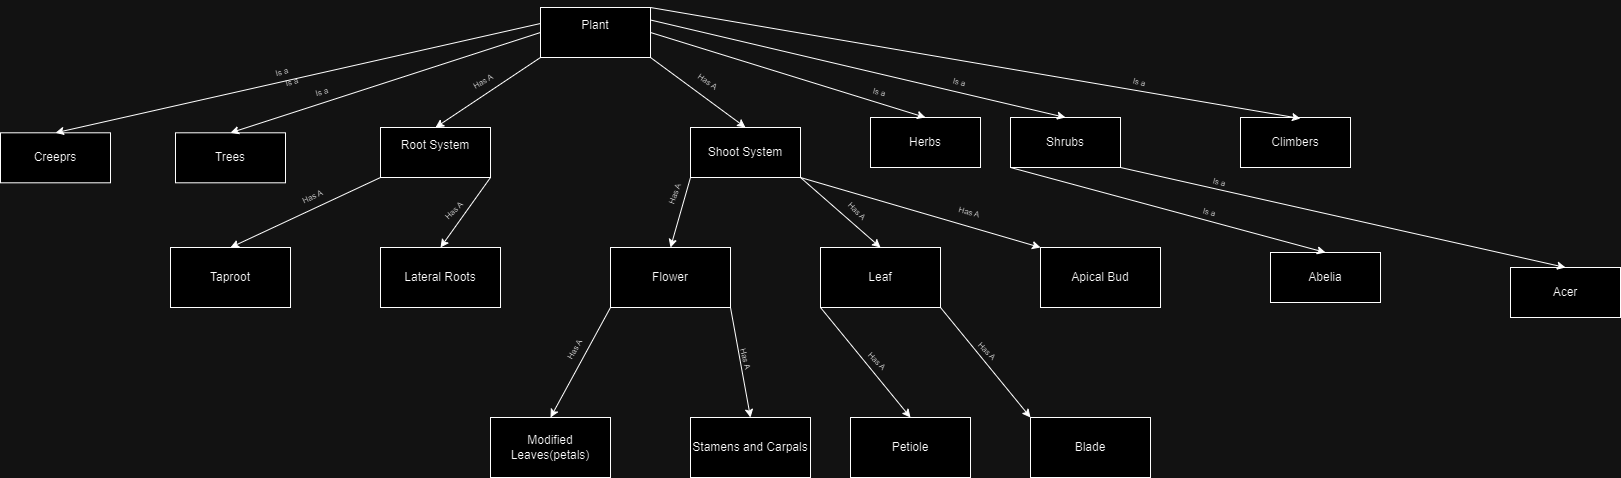 Plant
Is a
Is a
Is a
Has A
Has A
Is a
Is a
Is a
Creeprs
Trees
Root System
Shoot System
Herbs
Shrubs
Climbers
Has A
Has A
Has A
Has A
Has A
Is a
Is a
Taproot
Lateral Roots
Flower
Leaf
Apical Bud
Abelia
Acer
Has A
Has A
Has A
Has A
Modified
Leaves(petals)
Stamens and Carpals
Petiole
Blade